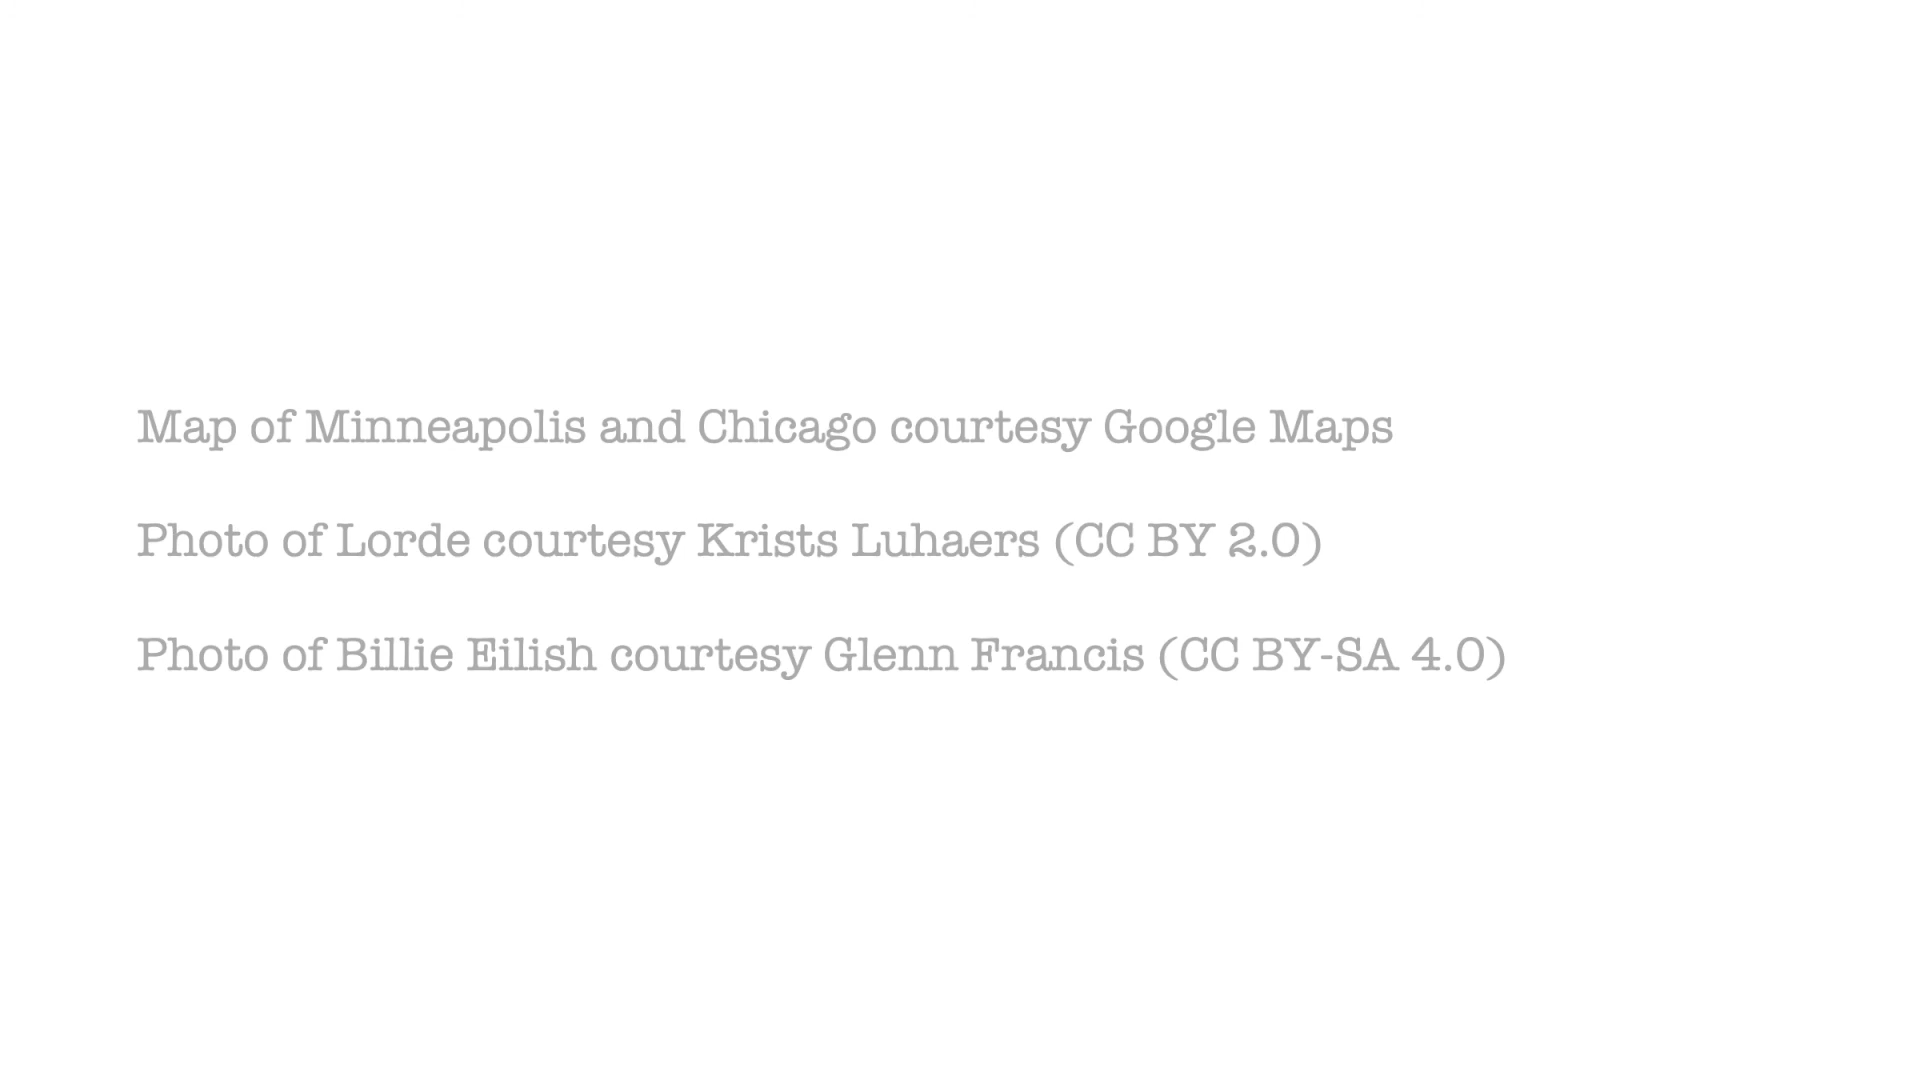 Map of Minneapolis and Chicago courtesy Google Maps
Photo of Lorde courtesy Krists Luhaers (CC BY 2.0)
Photo of Billie Eilish courtesy Glenn Francis (CC BY-SA 4.0)